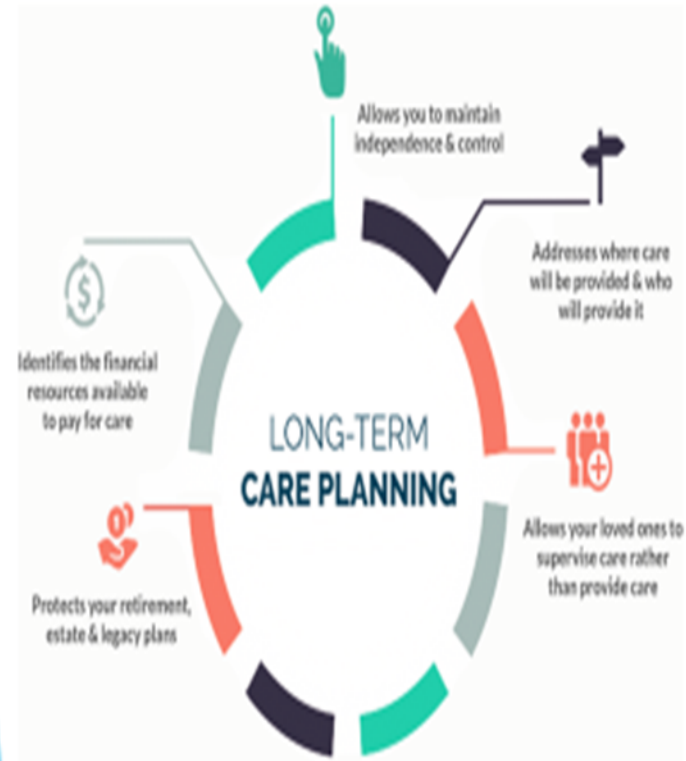 Allows you to maintain
independence & control
Addresses where care
will be provided & who
will provide it
Allows your loved ones to
supervise care rather
than provide care
LONG-TERM
CARE PLANNING
Protects your retirement,
estate & legacy plans
Identifies the financial
resources available
to pay for care
$